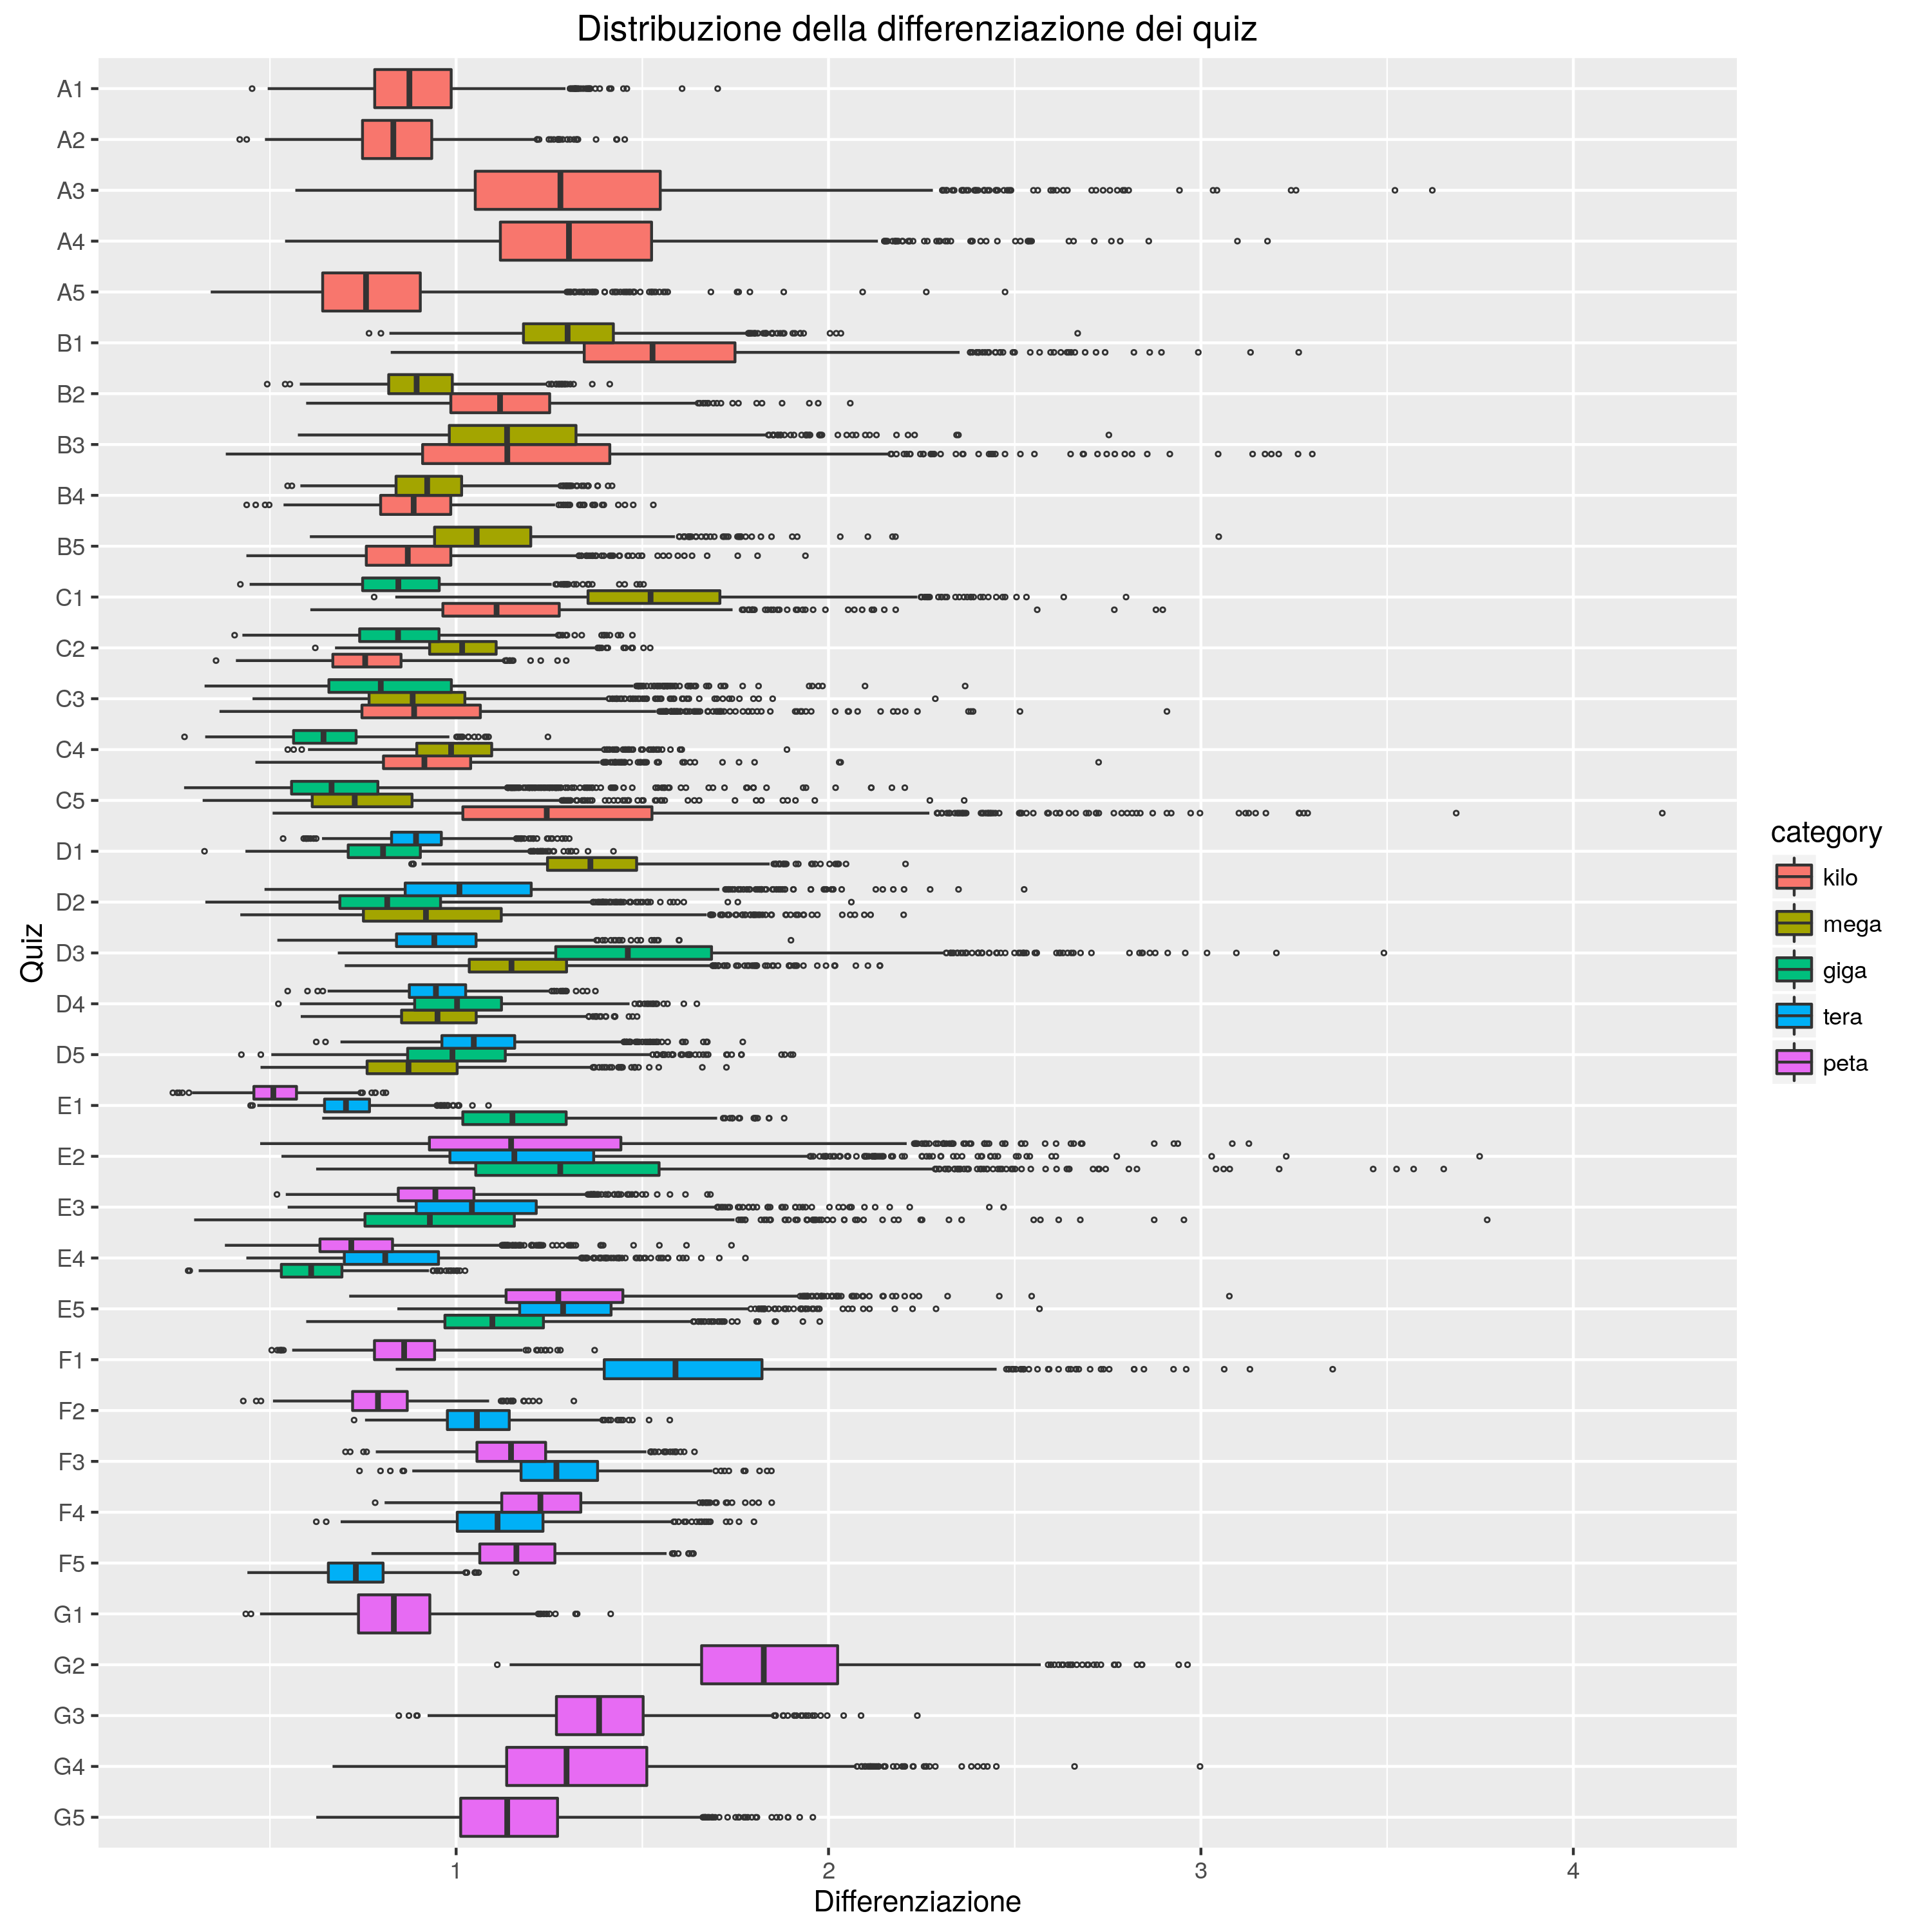 Distribuzione della differenziazione dei quiz
Quiz
A1
A2
A3
A4
A5
B1
B2
B3
B4
B5
C1
C2
C3
C4
C5
D1
D2
D3
D4
D5
E1
E2
E3
E4
E5
F1
F2
F3
F4
F5
G1
G2
G3
G4
G5
1 2 3 4
Differenziazione
category
kilo
mega
giga
tera
peta